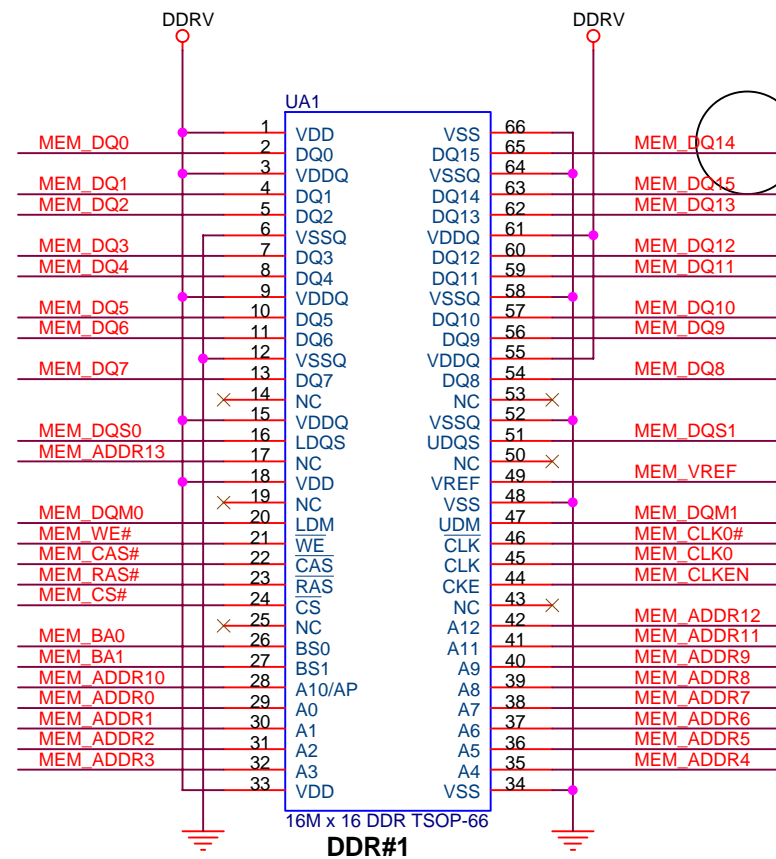 DDRV DDRV
UA1
1 VDD VSS 66
MEM_DQ0 2 DQ0 DQ15 65 MEM_DQ14
3 VDDQ VSSQ 64
MEM_DQ1 4 DQ1 DQ14 63 MEM_DQ15
MEM_DQ2 5 DQ2 DQ13 62 MEM_DQ13
6 VSSQ VDDQ 61
MEM_DQ3 7 DQ3 DQ12 60 MEM_DQ12
MEM_DQ4 8 DQ4 DQ11 59 MEM_DQ11
9 VDDQ VSSQ 58
MEM_DQ5 10 DQ5 DQ10 57 MEM_DQ10
MEM_DQ6 11 DQ6 DQ9 56 MEM_DQ9
12 VSSQ VDDQ 55
MEM_DQ7 13 DQ7 DQ8 54 MEM_DQ8
14 NC NC 53
15 VDDQ VSSQ 52
MEM_DQS0 16 LDQS UDQS 51 MEM_DQS1
MEM_ADDR13 17 NC NC 50
18 VDD VREF 49 MEM_VREF
19 NC VSS 48
MEM_DQM0 20 LDM UDM 47 MEM_DQM1
MEM_WE# 21 WE CLK 46 MEM_CLK0#
MEM_CAS# 22 CAS CLK 45 MEM_CLK0
MEM_RAS# 23 RAS CKE 44 MEM_CLKEN
MEM_CS# 24 CS NC 43
25 NC A12 42 MEM_ADDR12
MEM_BA0 26 BS0 A11 41 MEM_ADDR11
MEM_BA1 27 BS1 A9 40 MEM_ADDR9
MEM_ADDR10 28 A10/AP A8 39 MEM_ADDR8
MEM_ADDR0 29 A0 A7 38 MEM_ADDR7
MEM_ADDR1 30 A1 A6 37 MEM_ADDR6
MEM_ADDR2 31 A2 A5 36 MEM_ADDR5
MEM_ADDR3 32 A3 A4 35 MEM_ADDR4
33 VDD VSS 34
16M x 16 DDR TSOP-66
DDR#1